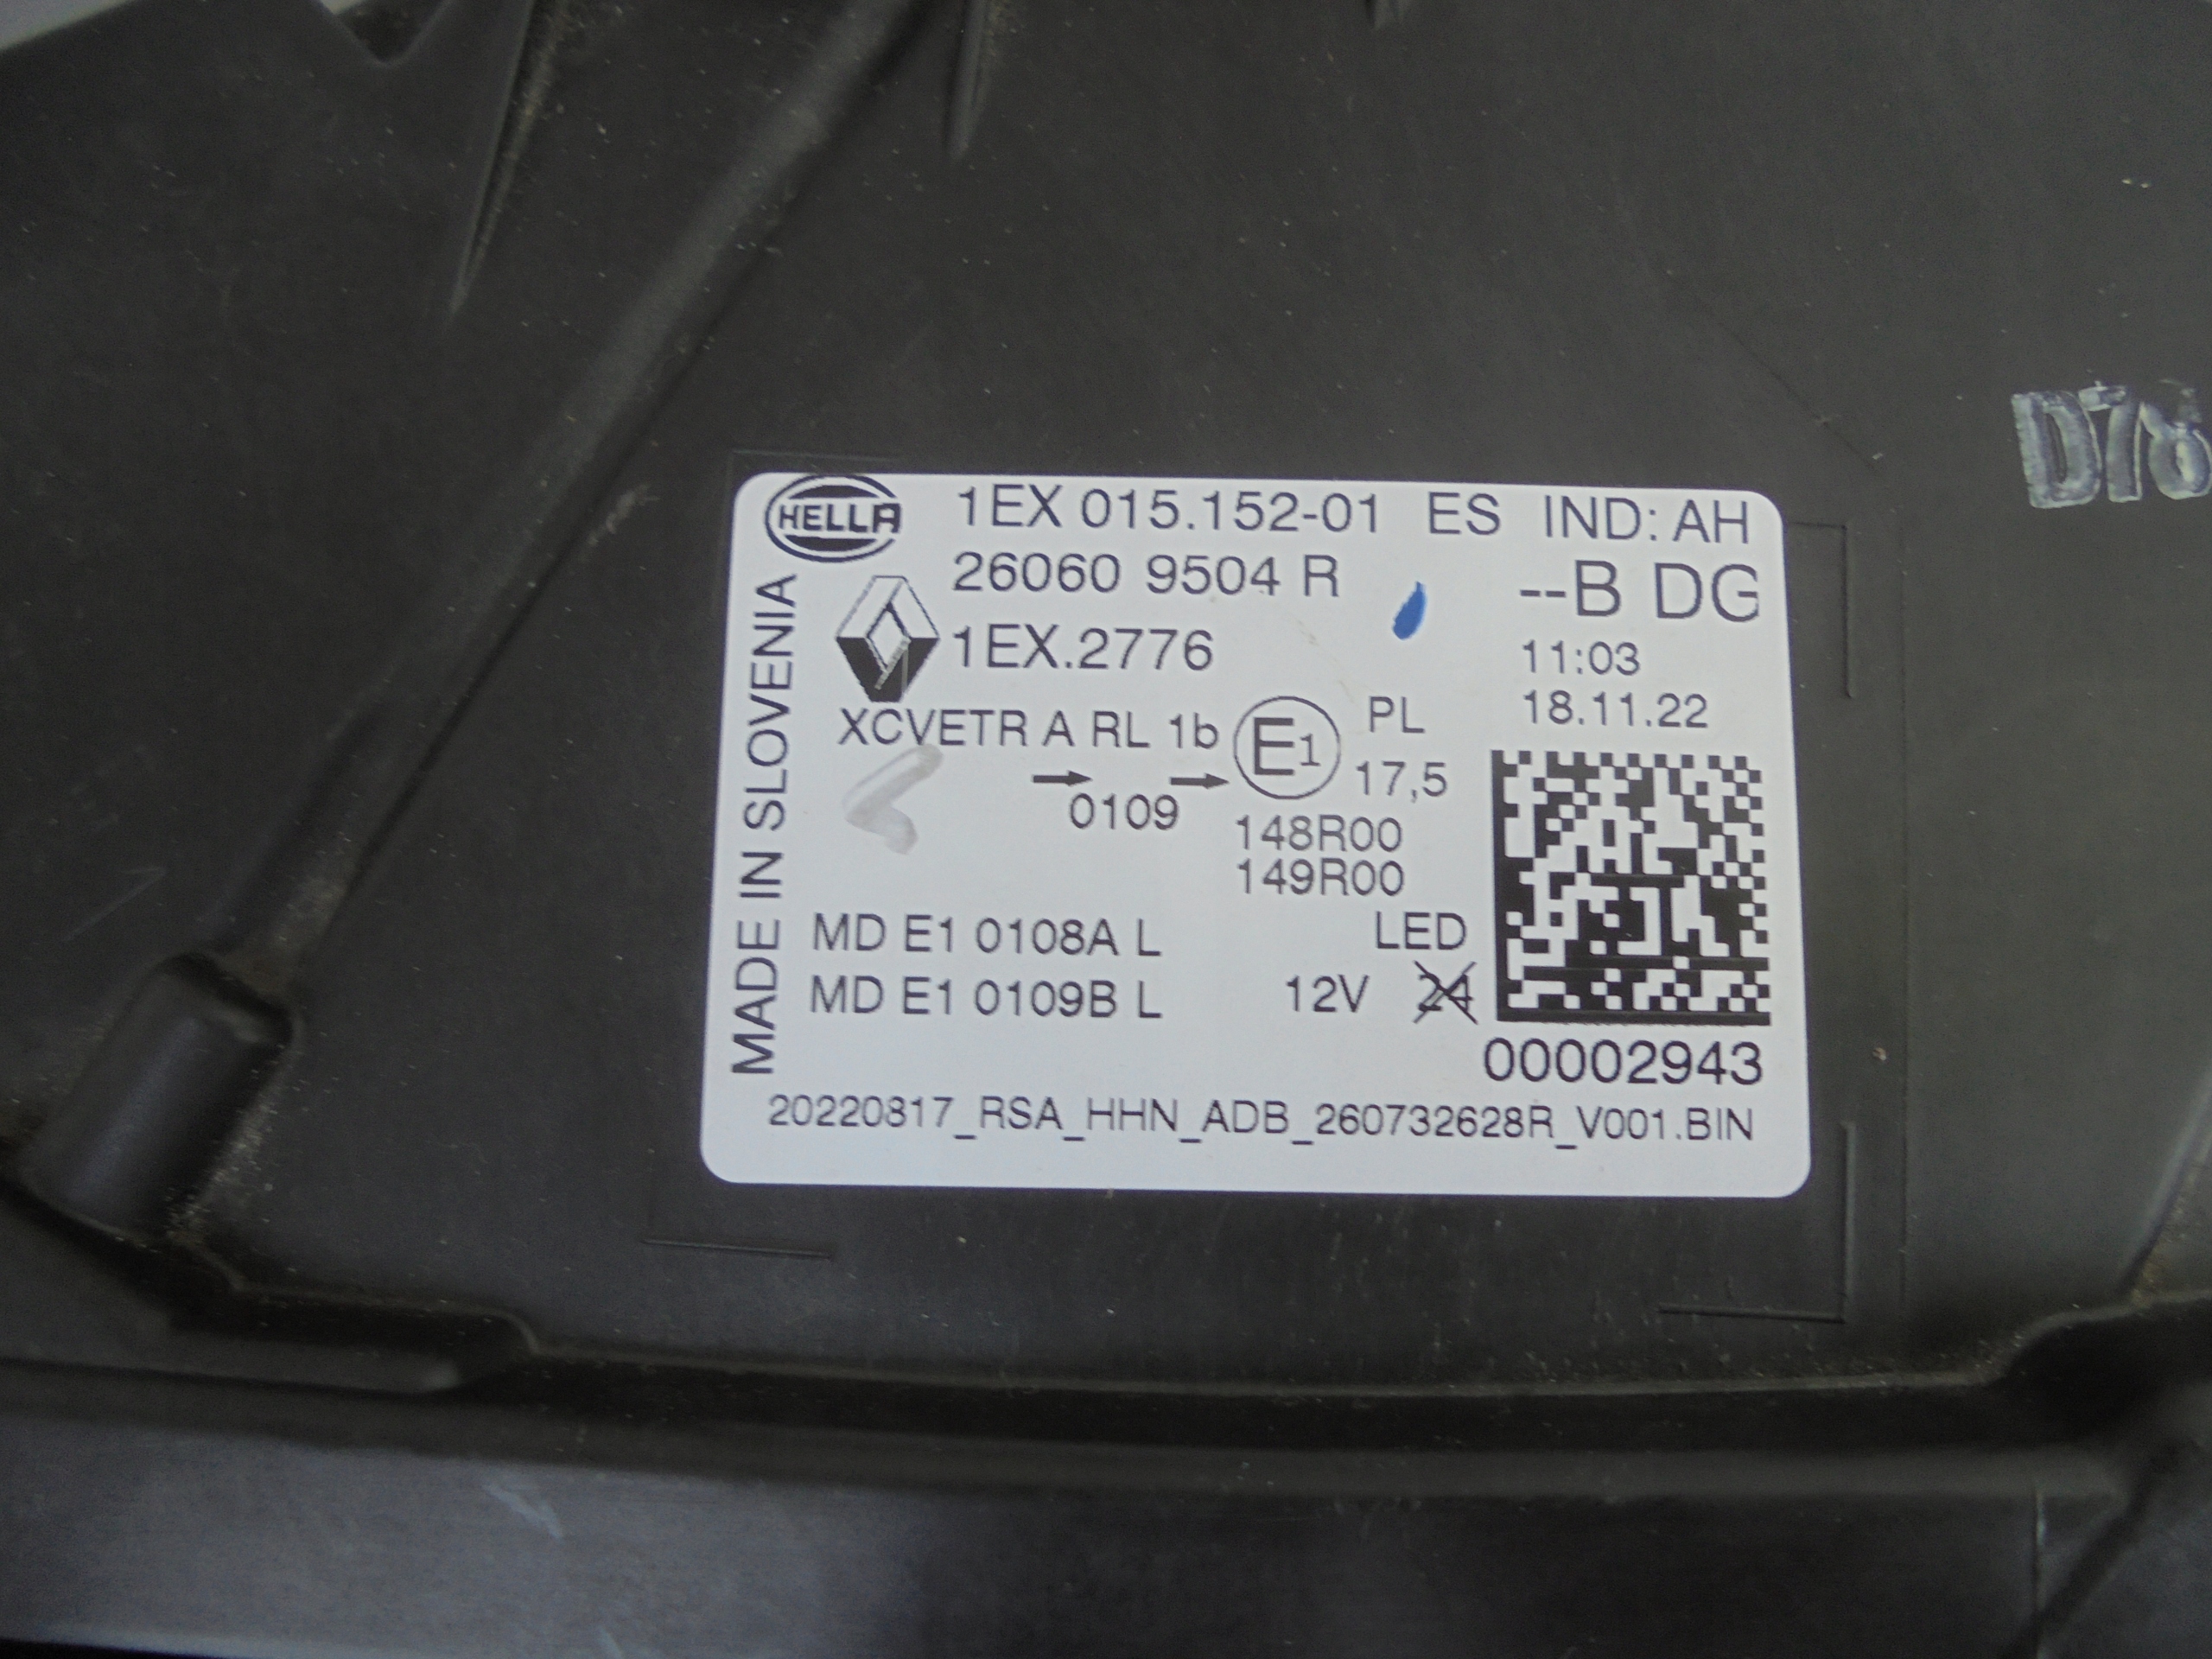 HELLA
1EX 015.152-01 ES IND: AH
26060 9504 R --B DG
1EX.2776 11:03
18.11.22
MADE IN SLOVENIA
XCVETR A RL 1b E1 PL
0109 17,5
148R00
149R00
MD E1 0108A L LED
MD E1 0109B L 12V 24
00002943
20220817_RSA_HHN_ADB_260732628R_V001.BIN